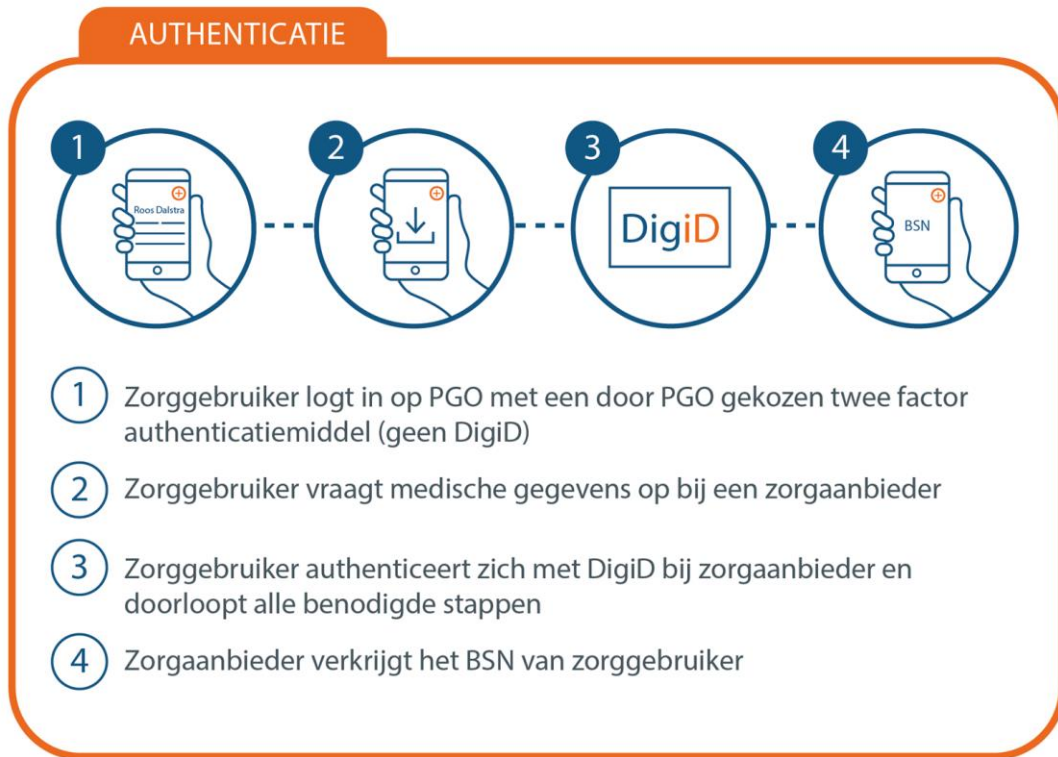 AUTHENTICATIE
1
2
3
4
Roos Dalstra
DigiD
BSN
1 Zorggebruiker logt in op PGO met een door PGO gekozen twee factor
authenticatiemiddel (geen DigiD)
2 Zorggebruiker vraagt medische gegevens op bij een zorgaanbieder
3 Zorggebruiker authenticeert zich met DigiD bij zorgaanbieder en
doorloopt alle benodigde stappen
4 Zorgaanbieder verkrijgt het BSN van zorggebruiker